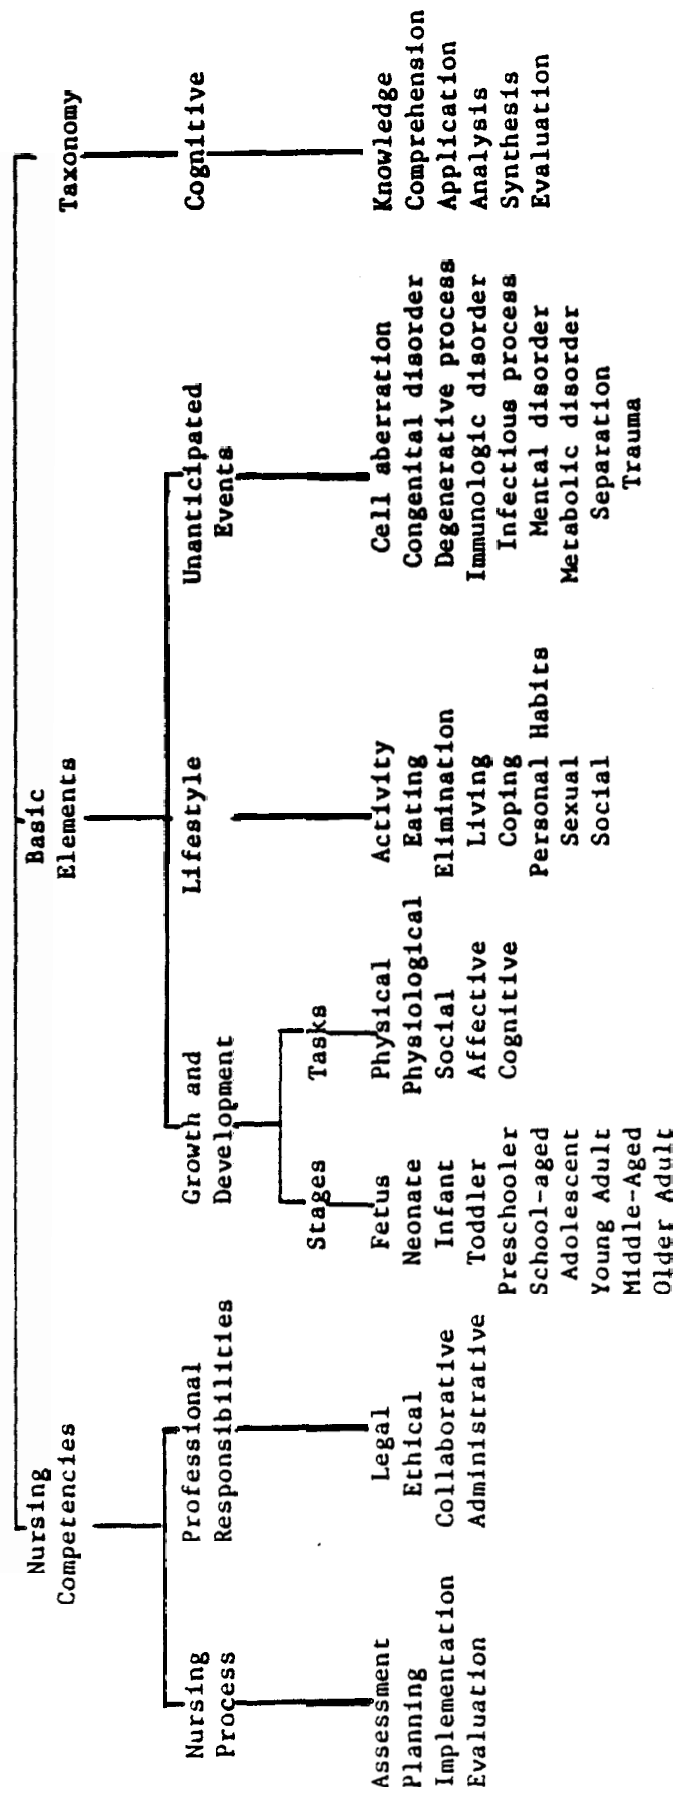 Nursing
Competencies
Nursing
Process
Assessment
Planning
Implementation
Evaluation
Professional
Responsibilities
Legal
Ethical
Collaborative
Administrative
Basic
Elements
Growth and
Development
Stages
Fetus
Neonate
Infant
Toddler
Preschooler
School-aged
Adolescent
Young Adult
Middle-Aged
Older Adult
Tasks
Physical
Physiological
Social
Affective
Cognitive
Lifestyle
Activity
Eating
Elimination
Living
Coping
Personal Habits
Sexual
Social
Unanticipated
Events
Cell aberration
Congenital disorder
Degenerative process
Immunologic disorder
Infectious process
Mental disorder
Metabolic disorder
Separation
Trauma
Taxonomy
Cognitive
Knowledge
Comprehension
Application
Analysis
Synthesis
Evaluation